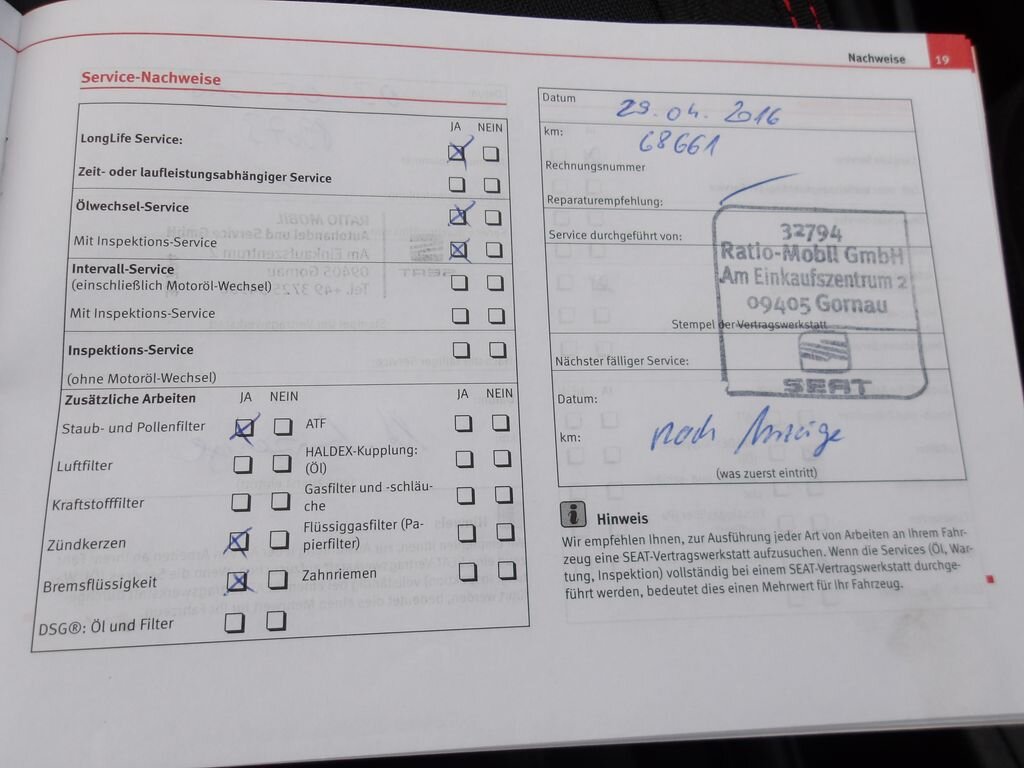 Nachweise 19
Service-Nachweise
JA NEIN
LongLife Service: ☒ ☐
Zeit- oder laufleistungsabhängiger Service ☐ ☐
Ölwechsel-Service ☒ ☐
Mit Inspektions-Service ☒ ☐
Intervall-Service ☐ ☐
(einschließlich Motoröl-Wechsel)
Mit Inspektions-Service ☐ ☐
Inspektions-Service ☐ ☐
(ohne Motoröl-Wechsel)
Zusätzliche Arbeiten JA NEIN JA NEIN
Staub- und Pollenfilter ☒ ☐ ATF ☐ ☐
Luftfilter ☐ ☐ HALDEX-Kupplung: ☐ ☐
(Öl)
Kraftstofffilter ☐ ☐ Gasfilter und -schläu- ☐ ☐
che
Zündkerzen ☒ ☐ Flüssiggasfilter (Pa- ☐ ☐
pierfilter)
Bremsflüssigkeit ☒ ☐ Zahnriemen ☐ ☐
DSG®: Öl und Filter ☐ ☐
Datum 29.04.2016
km: 68661
Rechnungsnummer
Reparaturempfehlung:
Service durchgeführt von:
32794
Ratio-Mobil GmbH
Am Einkaufszentrum 2
09405 Gornau
Stempel der Vertragswerkstatt
SEAT
Nächster fälliger Service:
Datum:
km: nach Anzeige
(was zuerst eintritt)
i Hinweis
Wir empfehlen Ihnen, zur Ausführung jeder Art von Arbeiten an Ihrem Fahr-
zeug eine SEAT-Vertragswerkstatt aufzusuchen. Wenn die Services (Öl, War-
tung, Inspektion) vollständig bei einem SEAT-Vertragswerkstatt durchge-
führt werden, bedeutet dies einen Mehrwert für Ihr Fahrzeug.